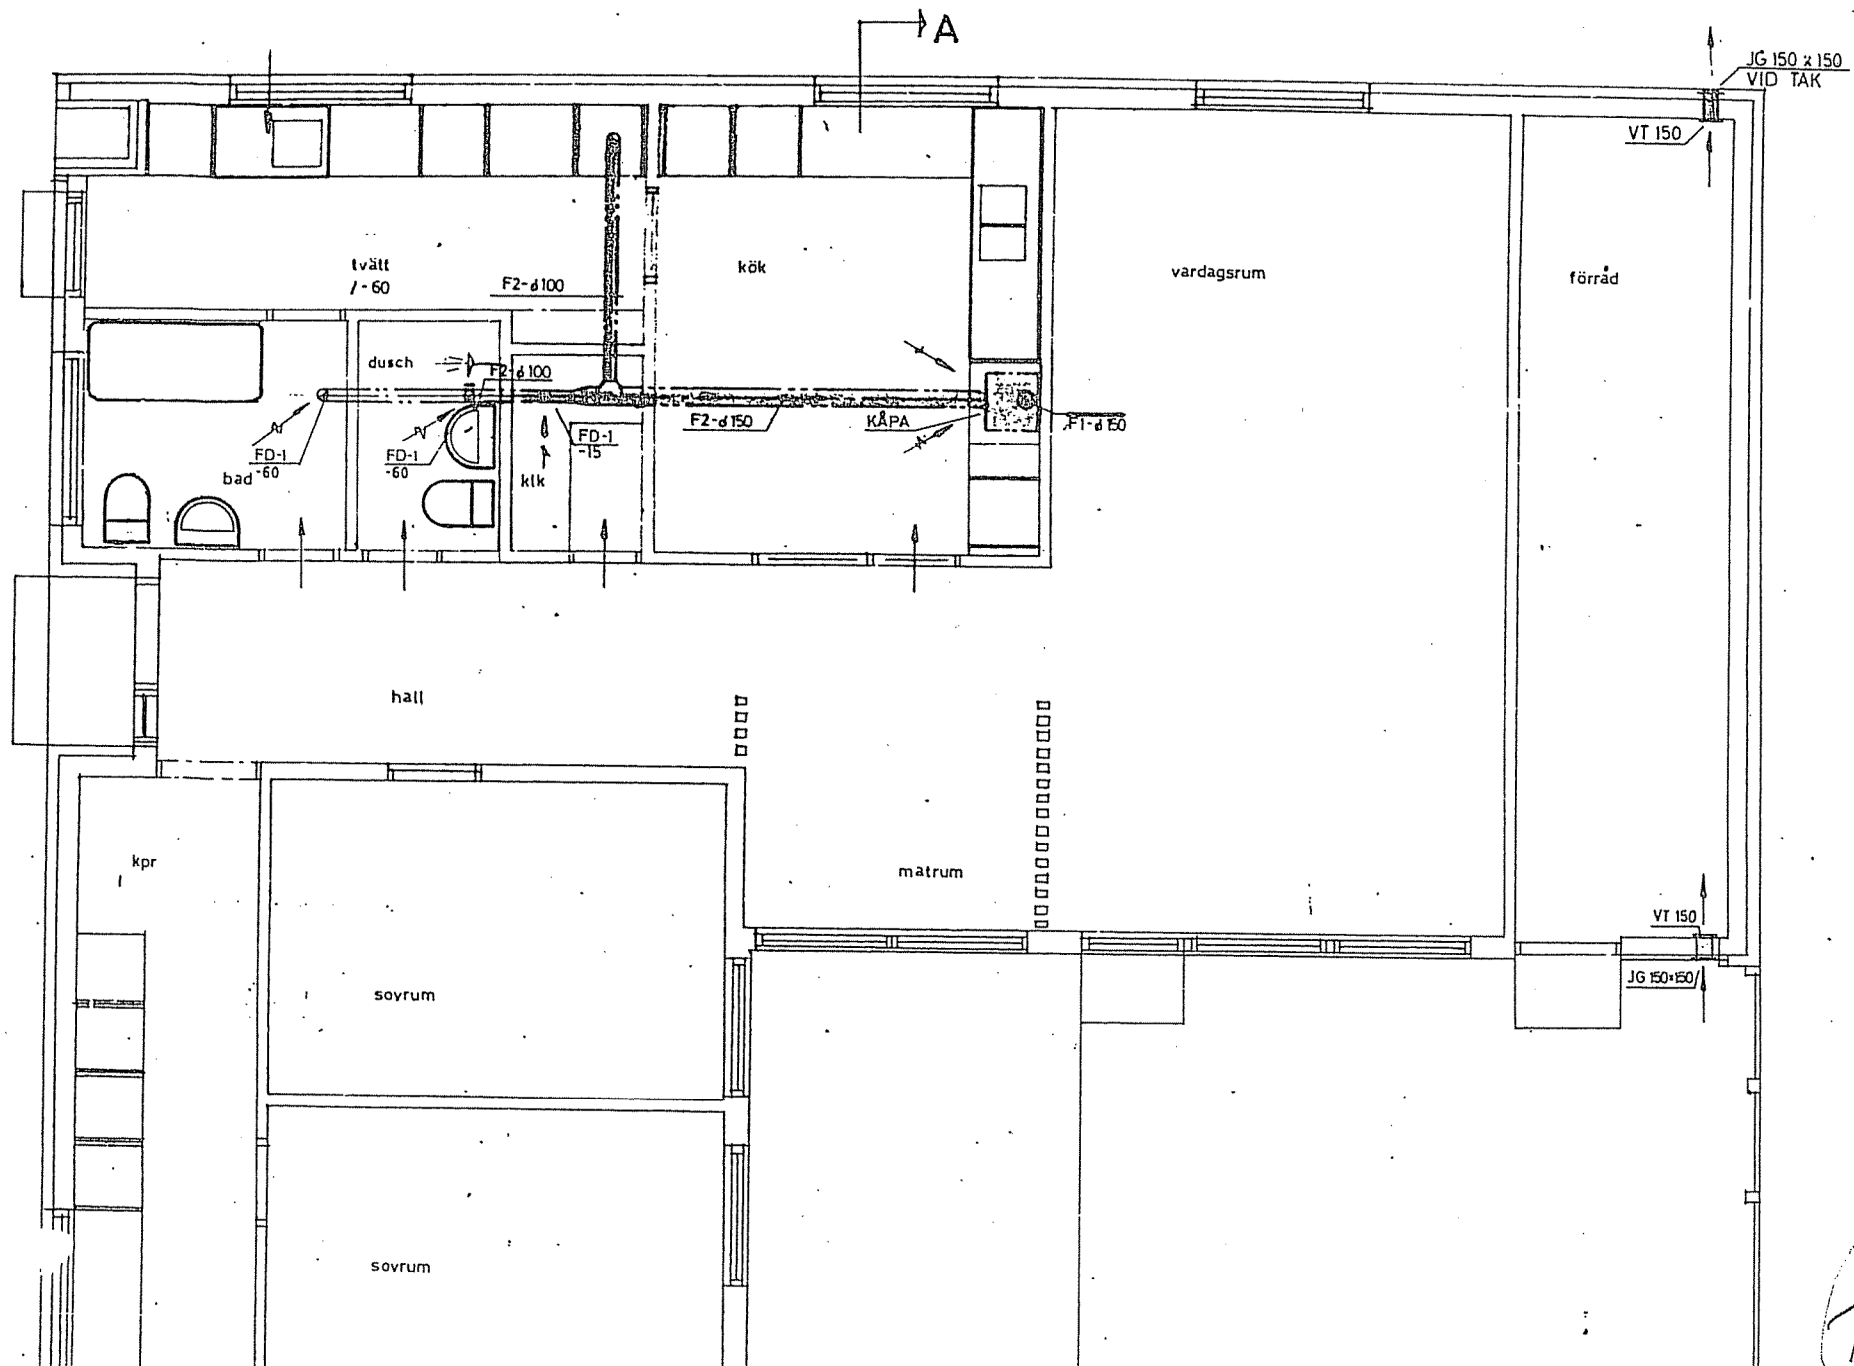 A
JG 150 x 150
VID TAK
VT 150
tvätt
/-60
F2-ø100
kök
vardagsrum
förråd
dusch
F2-ø100
F2-ø150
KÅPA
F1-ø150
FD-1
-60
bad
FD-1
-60
FD-1
-15
klk
hall
kpr
matrum
VT 150
JG 150×150
sovrum
sovrum